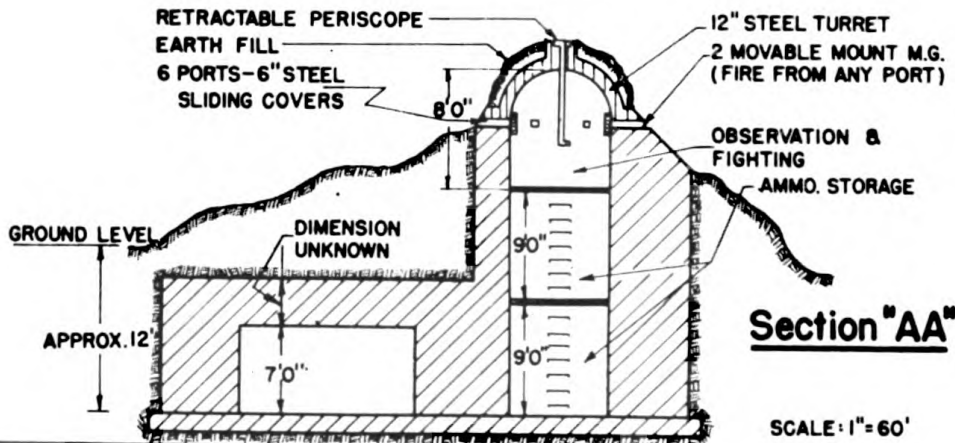 RETRACTABLE PERISCOPE
EARTH FILL
6 PORTS-6" STEEL
SLIDING COVERS
8'0"
12" STEEL TURRET
2 MOVABLE MOUNT M.G.
(FIRE FROM ANY PORT)
OBSERVATION &
FIGHTING
AMMO. STORAGE
GROUND LEVEL
DIMENSION
UNKNOWN
9'0"
APPROX. 12'
7'0"
9'0"
Section "AA"
SCALE: 1"= 60'